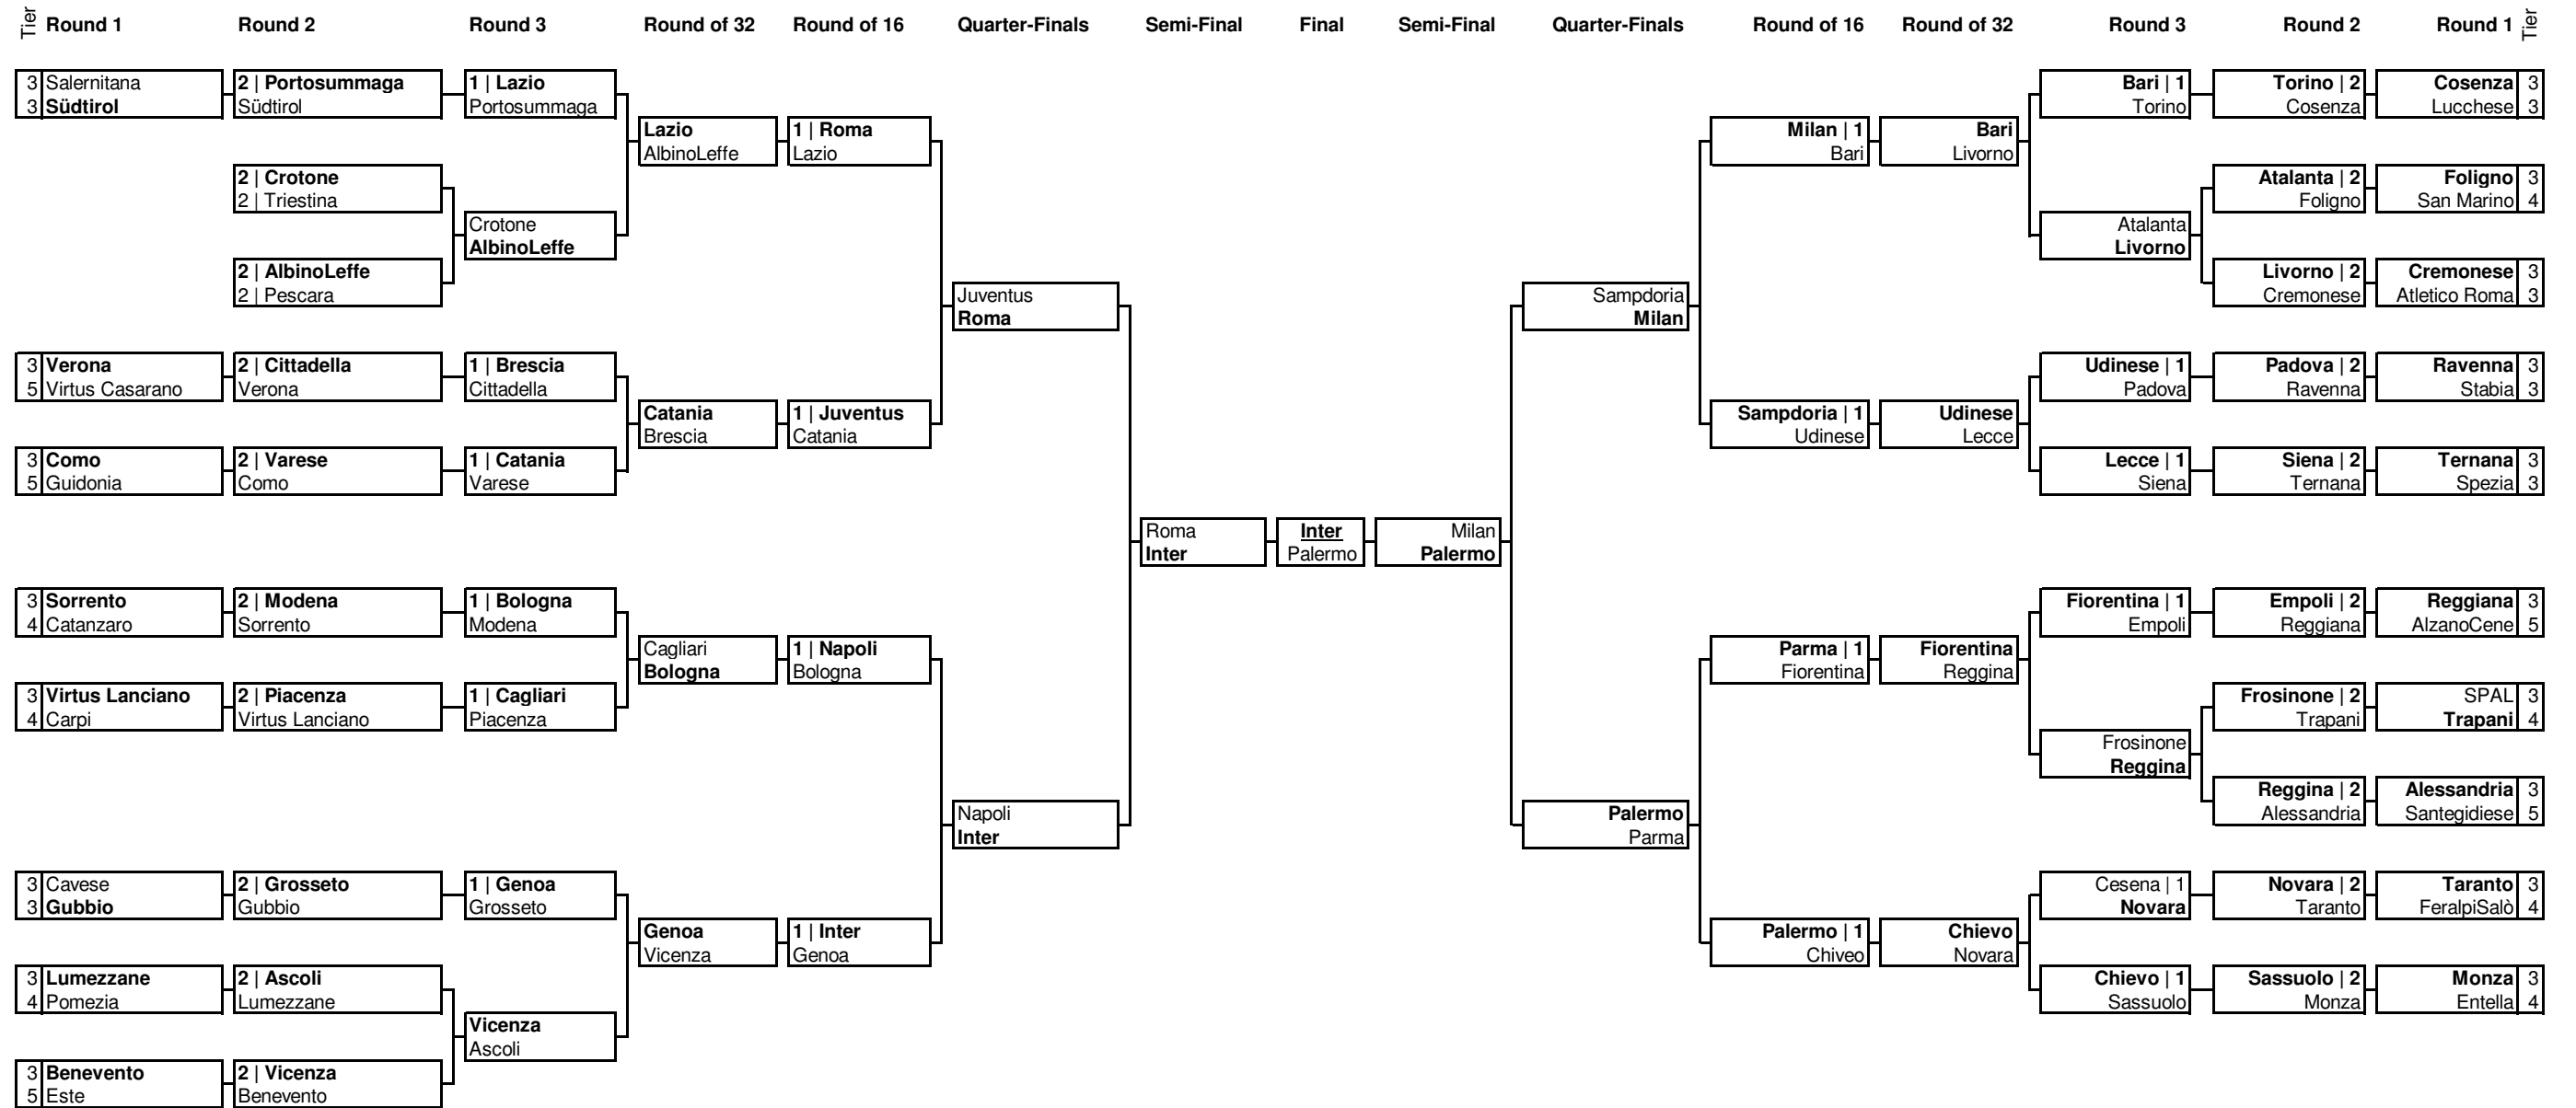 Tier Round 1 Round 2 Round 3 Round of 32 Round of 16 Quarter-Finals Semi-Final Final Semi-Final Quarter-Finals Round of 16 Round of 32 Round 3 Round 2 Round 1 Tier
3 Salernitana 2 | Portosummaga 1 | Lazio Bari | 1 Torino | 2 Cosenza 3
3 Südtirol Südtirol Portosummaga Torino Cosenza Lucchese 3
Lazio 1 | Roma Milan | 1 Bari
AlbinoLeffe Lazio Bari Livorno
2 | Crotone Atalanta | 2 Foligno 3
2 | Triestina Foligno San Marino 4
Crotone Atalanta
AlbinoLeffe Livorno
2 | AlbinoLeffe Livorno | 2 Cremonese 3
2 | Pescara Cremonese Atletico Roma 3
Juventus Sampdoria
Roma Milan
3 Verona 2 | Cittadella 1 | Brescia Udinese | 1 Padova | 2 Ravenna 3
5 Virtus Casarano Verona Cittadella Padova Ravenna Stabia 3
Catania 1 | Juventus Sampdoria | 1 Udinese
Brescia Catania Udinese Lecce
3 Como 2 | Varese 1 | Catania Lecce | 1 Siena | 2 Ternana 3
5 Guidonia Como Varese Siena Ternana Spezia 3
Roma Inter Milan
Inter Palermo Palermo
3 Sorrento 2 | Modena 1 | Bologna Fiorentina | 1 Empoli | 2 Reggiana 3
4 Catanzaro Sorrento Modena Empoli Reggiana AlzanoCene 5
Cagliari 1 | Napoli Parma | 1 Fiorentina
Bologna Bologna Fiorentina Reggina
3 Virtus Lanciano 2 | Piacenza 1 | Cagliari Frosinone | 2 SPAL 3
4 Carpi Virtus Lanciano Piacenza Trapani Trapani 4
Frosinone
Reggina
Napoli Palermo Reggina | 2 Alessandria 3
Inter Parma Alessandria Santegidiese 5
3 Cavese 2 | Grosseto 1 | Genoa Cesena | 1 Novara | 2 Taranto 3
3 Gubbio Gubbio Grosseto Novara Taranto FeralpiSalò 4
Genoa 1 | Inter Palermo | 1 Chievo
Vicenza Genoa Chiveo Novara
3 Lumezzane 2 | Ascoli Chievo | 1 Sassuolo | 2 Monza 3
4 Pomezia Lumezzane Sassuolo Monza Entella 4
Vicenza
Ascoli
3 Benevento 2 | Vicenza
5 Este Benevento